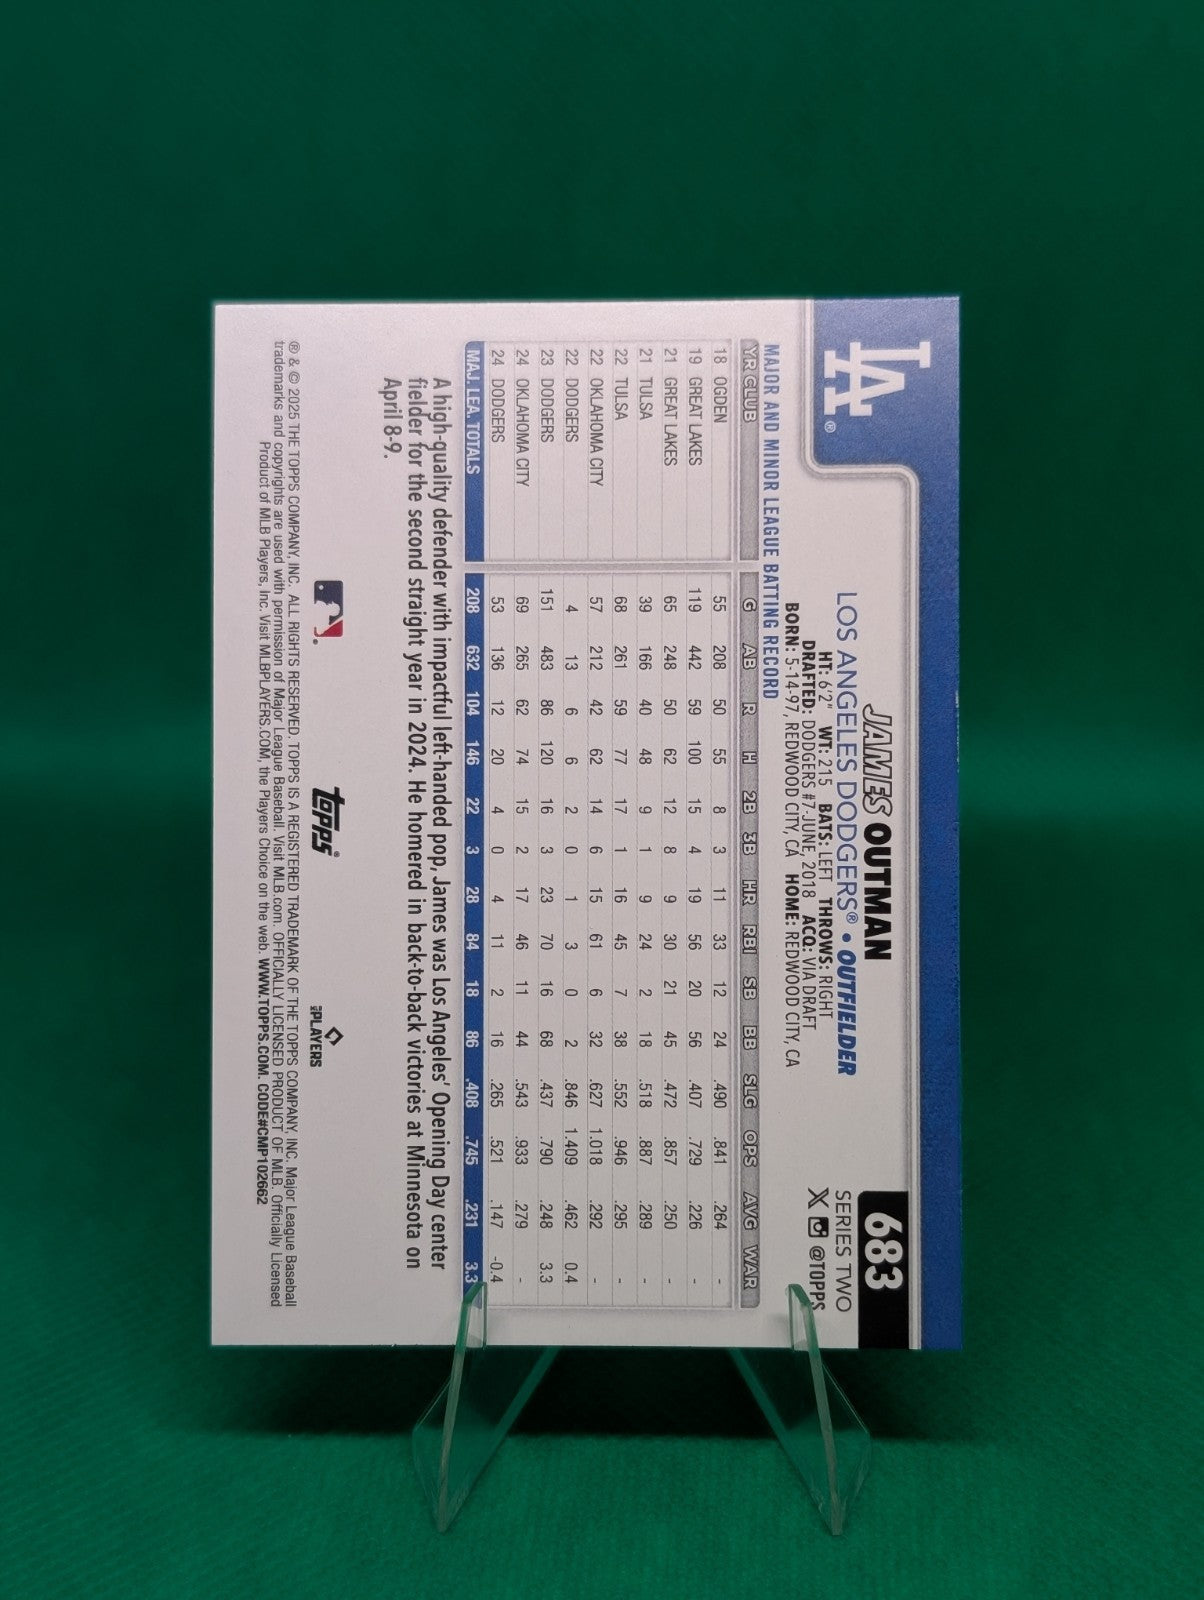 LA®
683
JAMES OUTMAN
LOS ANGELES DODGERS® • OUTFIELDER
SERIES TWO
HT: 6'2" WT: 215 BATS: LEFT THROWS: RIGHT
@TOPPS
DRAFTED: DODGERS #7-JUNE, 2018 ACQ: VIA DRAFT
BORN: 5-14-97, REDWOOD CITY, CA HOME: REDWOOD CITY, CA
MAJOR AND MINOR LEAGUE BATTING RECORD
YR CLUB G AB R H 2B 3B HR RBI SB BB SLG OPS AVG WAR
18 OGDEN 55 208 50 55 8 3 11 33 12 24 .490 .841 .264 -
19 GREAT LAKES 119 442 59 100 15 4 19 56 20 56 .407 .729 .226 -
21 GREAT LAKES 65 248 50 62 12 8 9 30 21 45 .472 .857 .250 -
21 TULSA 39 166 40 48 9 1 9 24 2 18 .518 .887 .289 -
22 TULSA 68 261 59 77 17 1 16 45 7 38 .552 .946 .295 -
22 OKLAHOMA CITY 57 212 42 62 14 6 15 61 6 32 .627 1.018 .292 -
22 DODGERS 4 13 6 6 2 0 1 3 0 2 .846 1.409 .462 0.4
23 DODGERS 151 483 86 120 16 3 23 70 16 68 .437 .790 .248 3.3
24 OKLAHOMA CITY 69 265 62 74 15 2 17 46 11 44 .543 .933 .279 -
24 DODGERS 53 136 12 20 4 0 4 11 2 16 .265 .521 .147 -0.4
MAJ. LEA. TOTALS 208 632 104 146 22 3 28 84 18 86 .408 .745 .231 3.3
A high-quality defender with impactful left-handed pop, James was Los Angeles' Opening Day center
fielder for the second straight year in 2024. He homered in back-to-back victories at Minnesota on
April 8-9.
topps®
MLB PLAYERS
® & © 2025 THE TOPPS COMPANY, INC. ALL RIGHTS RESERVED. TOPPS IS A REGISTERED TRADEMARK OF THE TOPPS COMPANY, INC. Major League Baseball
trademarks and copyrights are used with permission of Major League Baseball. Visit MLB.com. OFFICIALLY LICENSED PRODUCT OF MLB. Officially Licensed
Product of MLB Players, Inc. Visit MLBPLAYERS.COM, the Players Choice on the web. WWW.TOPPS.COM. CODE#CMP102662